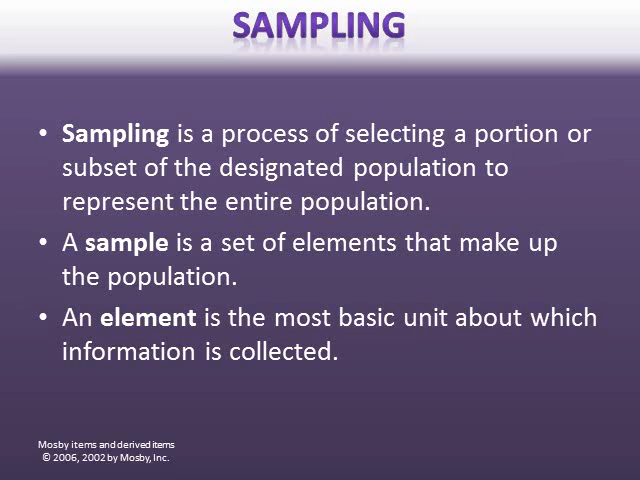 SAMPLING
• Sampling is a process of selecting a portion or
subset of the designated population to
represent the entire population.
• A sample is a set of elements that make up
the population.
• An element is the most basic unit about which
information is collected.
Mosby items and derived items
© 2006, 2002 by Mosby, Inc.